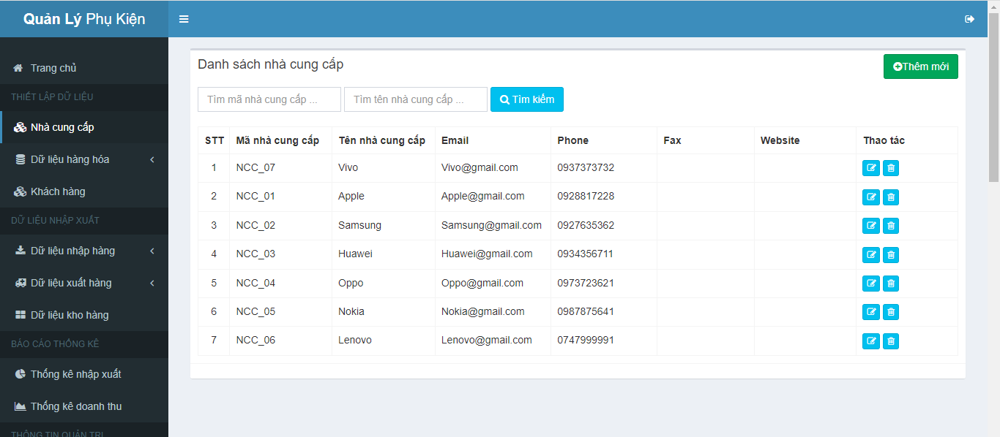 Quản Lý Phụ Kiện
Trang chủ
THIẾT LẬP DỮ LIỆU
Nhà cung cấp
Dữ liệu hàng hóa
Khách hàng
DỮ LIỆU NHẬP XUẤT
Dữ liệu nhập hàng
Dữ liệu xuất hàng
Dữ liệu kho hàng
BÁO CÁO THỐNG KÊ
Thống kê nhập xuất
Thống kê doanh thu
THÔNG TIN QUẢN TRỊ
Danh sách nhà cung cấp
Thêm mới
Tìm mã nhà cung cấp ... Tìm tên nhà cung cấp ... Tìm kiếm
STT Mã nhà cung cấp Tên nhà cung cấp Email Phone Fax Website Thao tác
1 NCC_07 Vivo Vivo@gmail.com 0937373732
2 NCC_01 Apple Apple@gmail.com 0928817228
3 NCC_02 Samsung Samsung@gmail.com 0927635362
4 NCC_03 Huawei Huawei@gmail.com 0934356711
5 NCC_04 Oppo Oppo@gmail.com 0973723621
6 NCC_05 Nokia Nokia@gmail.com 0987875641
7 NCC_06 Lenovo Lenovo@gmail.com 0747999991